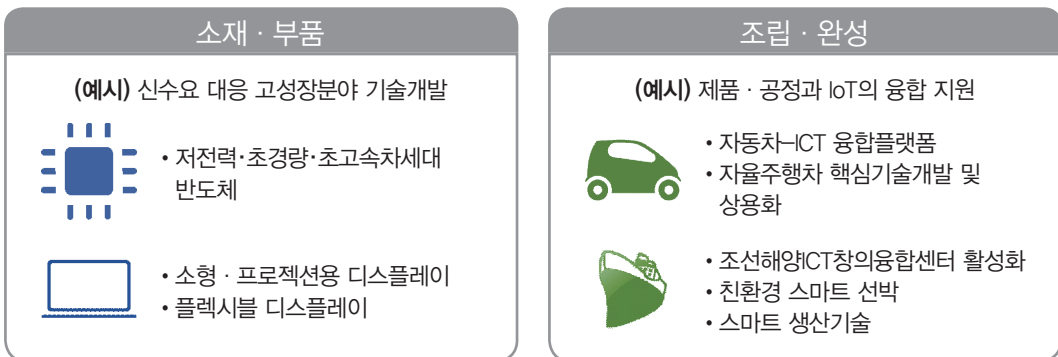 소재 · 부품
(예시) 신수요 대응 고성장분야 기술개발
• 저전력·초경량·초고속차세대
반도체
• 소형 · 프로젝션용 디스플레이
• 플렉시블 디스플레이
조립 · 완성
(예시) 제품 · 공정과 IoT의 융합 지원
• 자동차–ICT 융합플랫폼
• 자율주행차 핵심기술개발 및
상용화
• 조선해양ICT창의융합센터 활성화
• 친환경 스마트 선박
• 스마트 생산기술